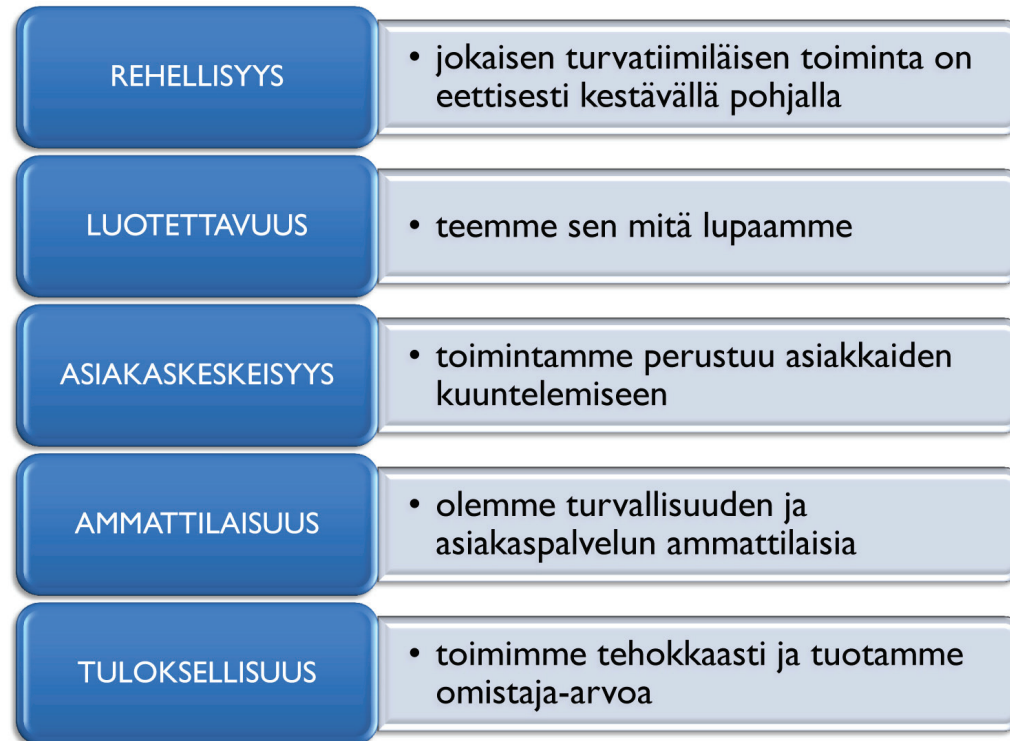 REHELLISYYS
• jokaisen turvatiimiläisen toiminta on
eettisesti kestävällä pohjalla
LUOTETTAVUUS
• teemme sen mitä lupaamme
ASIAKASKESKEISYYS
• toimintamme perustuu asiakkaiden
kuuntelemiseen
AMMATTILAISUUS
• olemme turvallisuuden ja
asiakaspalvelun ammattilaisia
TULOKSELLISUUS
• toimimme tehokkaasti ja tuotamme
omistaja-arvoa